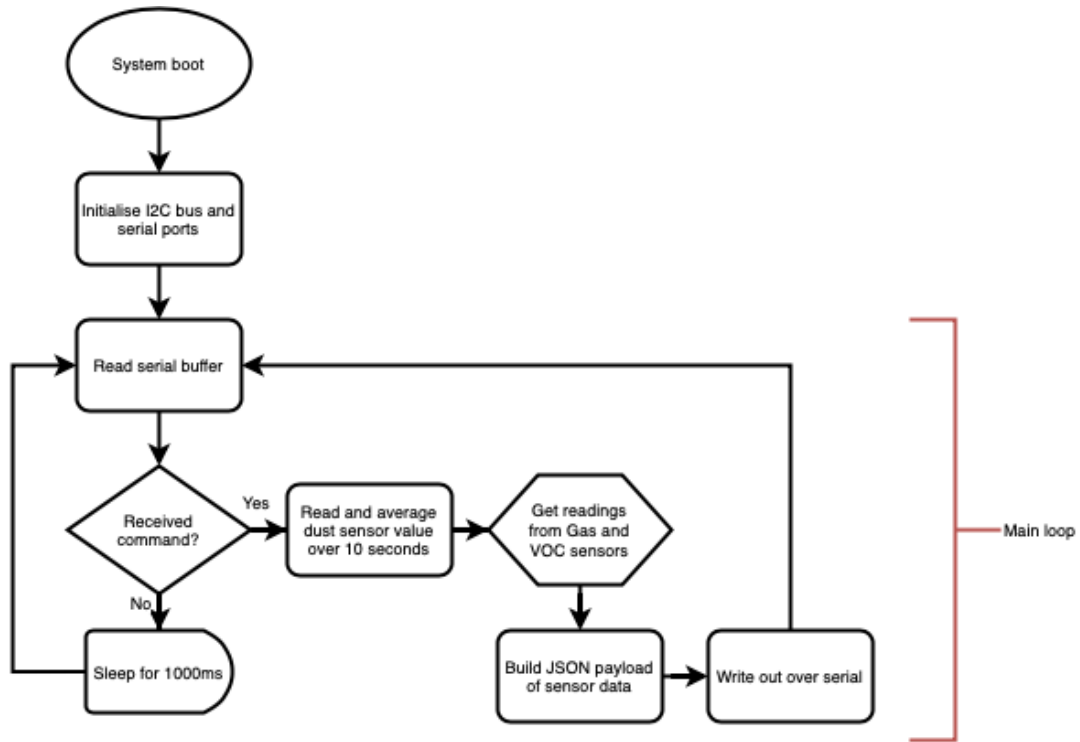 System boot
Initialise I2C bus and
serial ports
Read serial buffer
Received
command?
Yes
No
Read and average
dust sensor value
over 10 seconds
Get readings
from Gas and
VOC sensors
Main loop
Sleep for 1000ms
Build JSON payload
of sensor data
Write out over serial